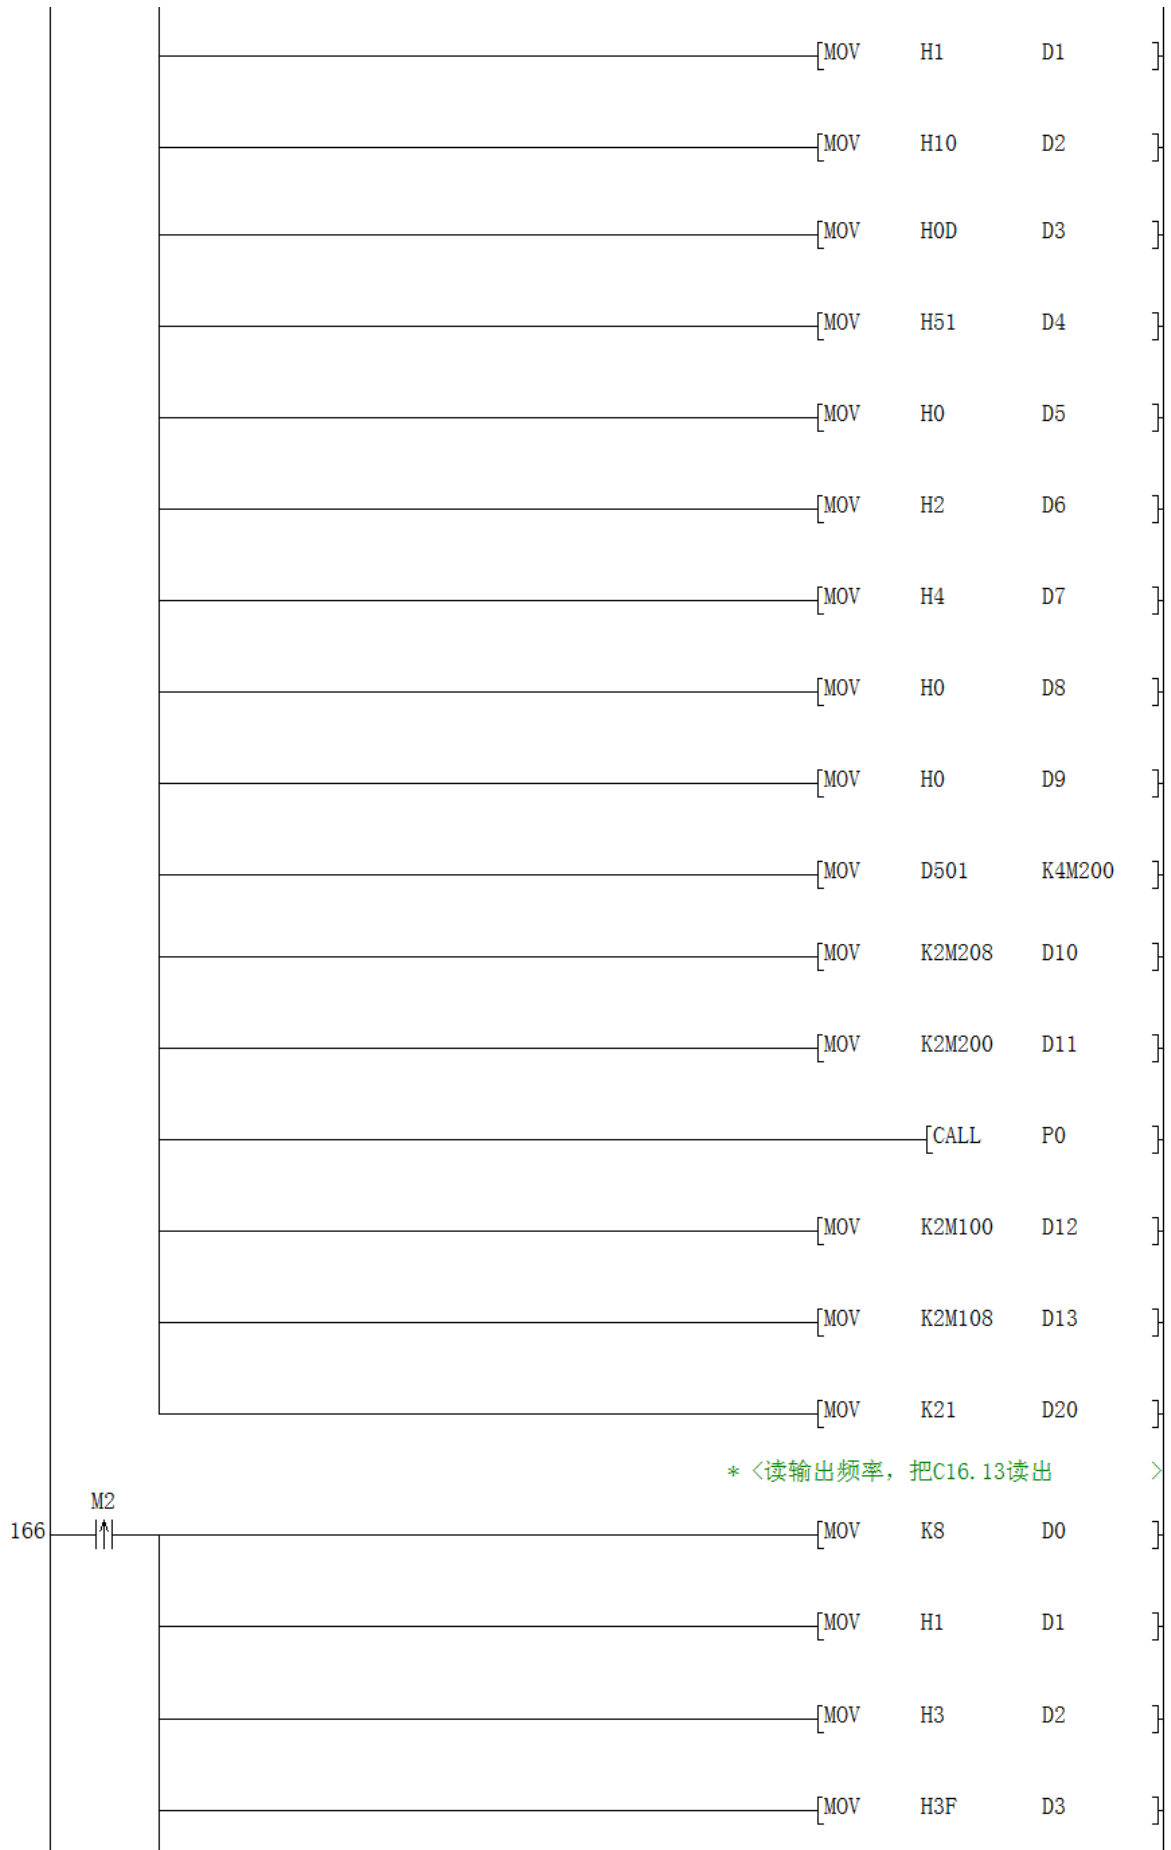 [MOV H1 D1 ]
[MOV H10 D2 ]
[MOV H0D D3 ]
[MOV H51 D4 ]
[MOV H0 D5 ]
[MOV H2 D6 ]
[MOV H4 D7 ]
[MOV H0 D8 ]
[MOV H0 D9 ]
[MOV D501 K4M200 ]
[MOV K2M208 D10 ]
[MOV K2M200 D11 ]
[CALL P0 ]
[MOV K2M100 D12 ]
[MOV K2M108 D13 ]
[MOV K21 D20 ]
* <读输出频率, 把C16.13读出 >
M2
166 [MOV K8 D0 ]
[MOV H1 D1 ]
[MOV H3 D2 ]
[MOV H3F D3 ]